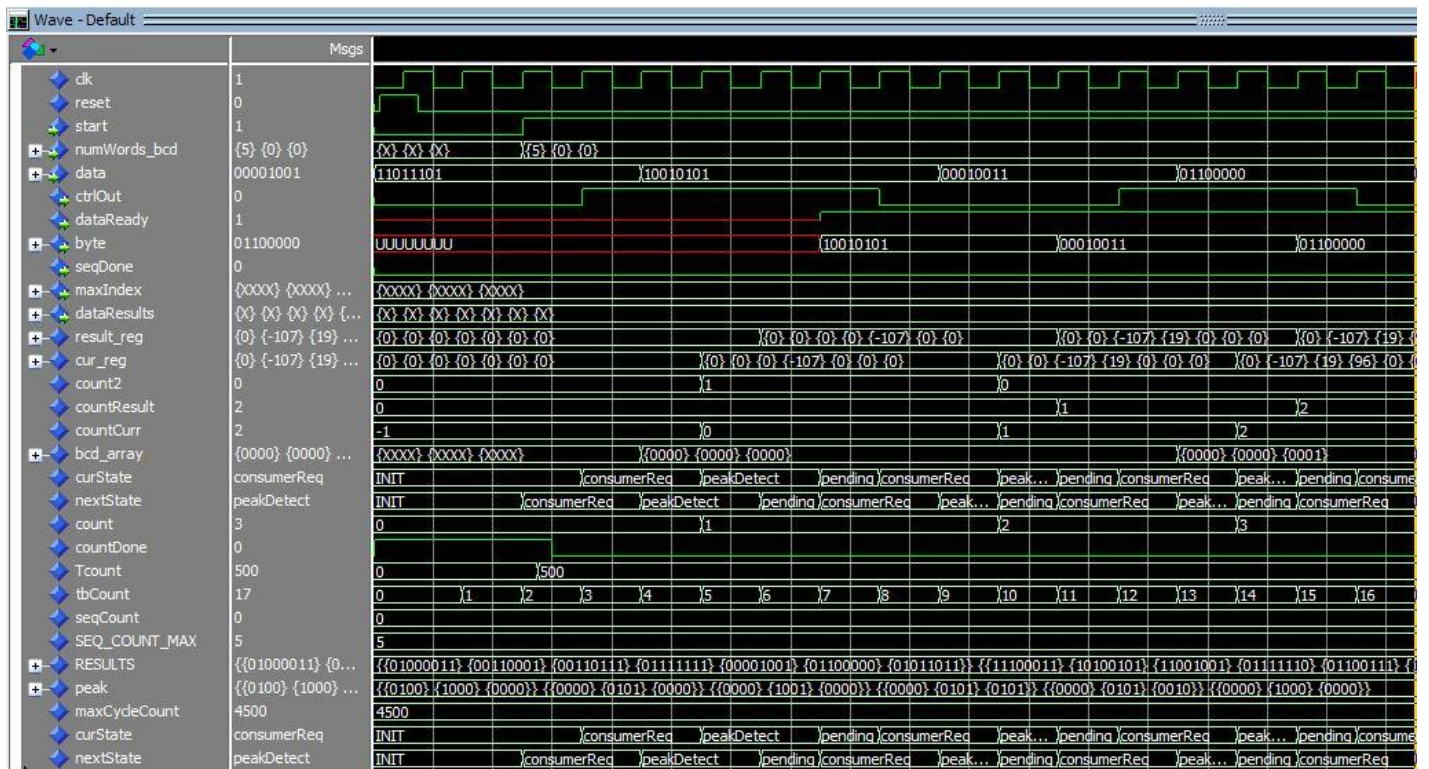 Wave - Default
Msgs
clk 1
reset 0
start 1
numWords_bcd {5} {0} {0} {X} {X} {X} {5} {0} {0}
data 00001001 11011101 10010101 00010011 01100000
ctrlOut 0
dataReady 1
byte 01100000 UUUUUUUU 10010101 00010011 01100000
seqDone 0
maxIndex {XXXX} {XXXX} ... {XXXX} {XXXX} {XXXX}
dataResults {X} {X} {X} {X} {... {X} {X} {X} {X} {X} {X} {X}
result_reg {0} {-107} {19} ... {0} {0} {0} {0} {0} {0} {0} {0} {0} {0} {0} {-107} {0} {0} {0} {0} {-107} {19} {0} {0} {0} {0} {-107} {19} {
cur_reg {0} {-107} {19} ... {0} {0} {0} {0} {0} {0} {0} {0} {0} {0} {-107} {0} {0} {0} {0} {0} {-107} {19} {0} {0} {0} {0} {-107} {19} {96} {0} {
count2 0 0 1 0
countResult 2 0 1 2
countCurr 2 -1 0 1 2
bcd_array {0000} {0000} ... {XXXX} {XXXX} {XXXX} {0000} {0000} {0000} {0000} {0000} {0001}
curState consumerReq INIT consumerReq peakDetect pending consumerReq peak... pending consumerReq peak... pending consume
nextState peakDetect INIT consumerReq peakDetect pending consumerReq peak... pending consumerReq peak... pending consumerReq
count 3 0 1 2 3
countDone 0
Tcount 500 0 500
tbCount 17 0 1 2 3 4 5 6 7 8 9 10 11 12 13 14 15 16
seqCount 0 0
SEQ_COUNT_MAX 5 5
RESULTS {{01000011} {0... {{01000011} {00110001} {00110111} {01111111} {00001001} {01100000} {01011011}} {{11100011} {10100101} {11001001} {01111110} {01100111} {
peak {{0100} {1000} ... {{0100} {1000} {0000}} {{0000} {0101} {0000}} {{0000} {1001} {0000}} {{0000} {0101} {0101}} {{0000} {0101} {0010}} {{0000} {1000} {0000}}
maxCycleCount 4500 4500
curState consumerReq INIT consumerReq peakDetect pending consumerReq peak... pending consumerReq peak... pending consume
nextState peakDetect INIT consumerReq peakDetect pending consumerReq peak... pending consumerReq peak... pending consumerReq